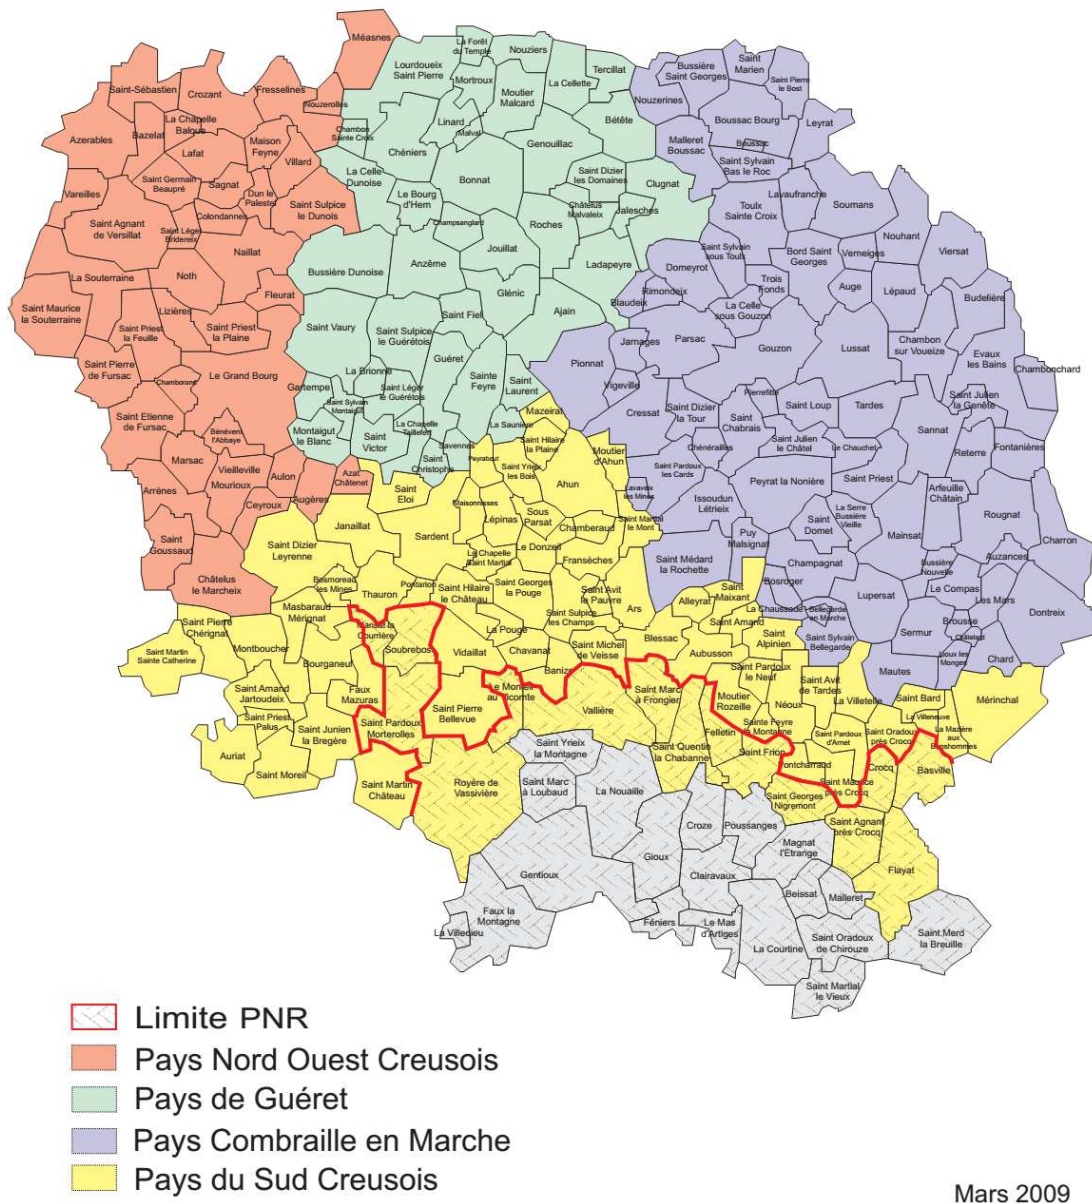 Méasnes
La Forêt
du Temple
Nouziers
Lourdoueix
Saint Pierre
Mortroux
Tercillat
La Cellette
Moutier
Malcard
Bussière
Saint Georges
Saint
Marien
Saint Pierre
le Bost
Saint-Sébastien
Crozant
Fresselines
Nouzerolles
Nouzerines
Linard
Malval
Bétête
Boussac Bourg
Leyrat
Azerables
Bazelat
La Chapelle
Baloue
Chambon
Sainte Croix
Maison
Feyne
Lafat
Villard
Chéniers
Genouillac
Malleret
Boussac
Boussac
Saint Sylvain
Bas le Roc
La Celle
Dunoise
Saint Germain
Beaupré
Sagnat
Dun le
Palestel
Saint Dizier
les Domaines
Clugnat
Vareilles
Bonnat
Le Bourg
d'Hem
Lavaufranche
Toulx
Sainte Croix
Soumans
Saint Sulpice
le Dunois
Châtelus
Malvaleix
Jalesches
Saint Agnant
de Versillat
Colondannes
Saint Léger
Bridereix
Champsanglard
Roches
Nouhant
Naillat
Jouillat
Saint Sylvain
sous Toulx
Bord Saint
Georges
Verneiges
Viersat
Bussière Dunoise
Anzême
Ladapeyre
Domeyrot
La Souterraine
Noth
Trois
Fonds
Auge
Lépaud
Rimondeix
Blaudeix
Glénic
Fleurat
Budelière
La Celle
sous Gouzon
Saint Maurice
la Souterraine
Lizières
Saint Fiel
Ajain
Saint Priest
la Feuille
Saint Priest
la Plaine
Saint Vaury
Saint Sulpice
le Guérétois
Jarnages
Parsac
Gouzon
Lussat
Chambon
sur Voueize
Evaux
les Bains
Saint Pierre
de Fursac
Guéret
Pionnat
Chambonchard
La Brionne
Sainte
Feyre
Chamborand
Le Grand Bourg
Gartempe
Saint Léger
le Guérétois
Saint
Laurent
Vigeville
Pierrefitte
Saint Julien
la Genête
Saint Sylvain
Montaigut
Saint Etienne
de Fursac
Cressat
Saint Dizier
la Tour
Saint Loup
Tardes
Mazeirat
Saint
Chabrais
Sannat
Bénévent
l'Abbaye
Montaigut
le Blanc
La Chapelle
Taillefert
La Saunière
Saint
Victor
Savennes
Saint Hilaire
la Plaine
Moutier
d'Ahun
Chénérailles
Saint Julien
le Châtel
Le Chauchet
Fontanières
Reterre
Marsac
Vieilleville
Peyrabout
Saint
Christophe
Saint Yrieix
les Bois
Saint Pardoux
les Cards
Aulon
Azat
Châtenet
Mourioux
Arrènes
Saint
Eloi
Ahun
Lavaveix
les Mines
Peyrat la Nonière
Saint Priest
Arfeuille
Châtain
Issoudun
Létrieix
Ceyroux
Augères
Maisonnisses
Sous
Parsat
Rougnat
La Serre
Bussière
Vieille
Janaillat
Lépinas
Chamberaud
Saint Martial
le Mont
Saint
Domet
Sardent
Mainsat
Saint
Goussaud
Puy
Malsignat
Charron
Saint Dizier
Leyrenne
Le Donzeil
La Chapelle
Saint Martial
Fransèches
Saint Médard
la Rochette
Champagnat
Auzances
Bussière
Nouvelle
Châtelus
le Marcheix
Besmoreau
les Mines
Pontarion
Saint Hilaire
le Château
Saint Georges
la Pouge
Bosroger
Thauron
Saint Avit
le Pauvre
Saint
Maixant
Le Compas
Alleyrat
Lupersat
Les Mars
Masbaraud
Mérignat
Ars
La Chaussade
Bellegarde
en Marche
Dontreix
Saint Sulpice
les Champs
Brousse
Saint Pierre
Chérignat
Mansat la
Courrière
La Pouge
Saint Amand
Châtelard
Sermur
Soubrebost
Saint
Alpinien
Blessac
Montboucher
Chavanat
Saint Michel
de Veisse
Aubusson
Saint Sylvain
Bellegarde
Saint Martin
Sainte Catherine
Vidaillat
Lioux les
Monges
Chard
Bourganeuf
Banize
Saint Pardoux
le Neuf
Mautes
Saint Avit
de Tardes
Faux
Mazuras
Le Monteil
au Vicomte
Saint Marc
à Frongier
Moutier
Rozeille
Saint Bard
Mérinchal
Saint Amand
Jartoudeix
La Villetelle
Néoux
Saint Pierre
Bellevue
Vallière
Saint Priest
Palus
Saint Pardoux
Morterolles
Sainte Feyre
la Montagne
La Villeneuve
Saint Junien
la Bregère
Felletin
Saint Oradoux
près Crocq
La Mazière
aux
Bonshommes
Saint Pardoux
d'Arnet
Auriat
Saint Yrieix
la Montagne
Saint Quentin
la Chabanne
Saint Frion
Pontcharraud
Crocq
Basville
Saint Moreil
Saint Martin
Château
Royère de
Vassivière
Saint Marc
à Loubaud
La Nouaille
Saint Maurice
près Crocq
Saint Georges
Nigremont
Saint Agnant
près Crocq
Croze
Poussanges
Magnat
l'Etrange
Gioux
Flayat
Gentioux
Clairavaux
Beissat
Malleret
Faux la
Montagne
Féniers
Le Mas
d'Artiges
La Villedieu
Saint Merd
la Breuille
Saint Oradoux
de Chirouze
La Courtine
Saint Martial
le Vieux
Limite PNR
Pays Nord Ouest Creusois
Pays de Guéret
Pays Combraille en Marche
Pays du Sud Creusois
Mars 2009